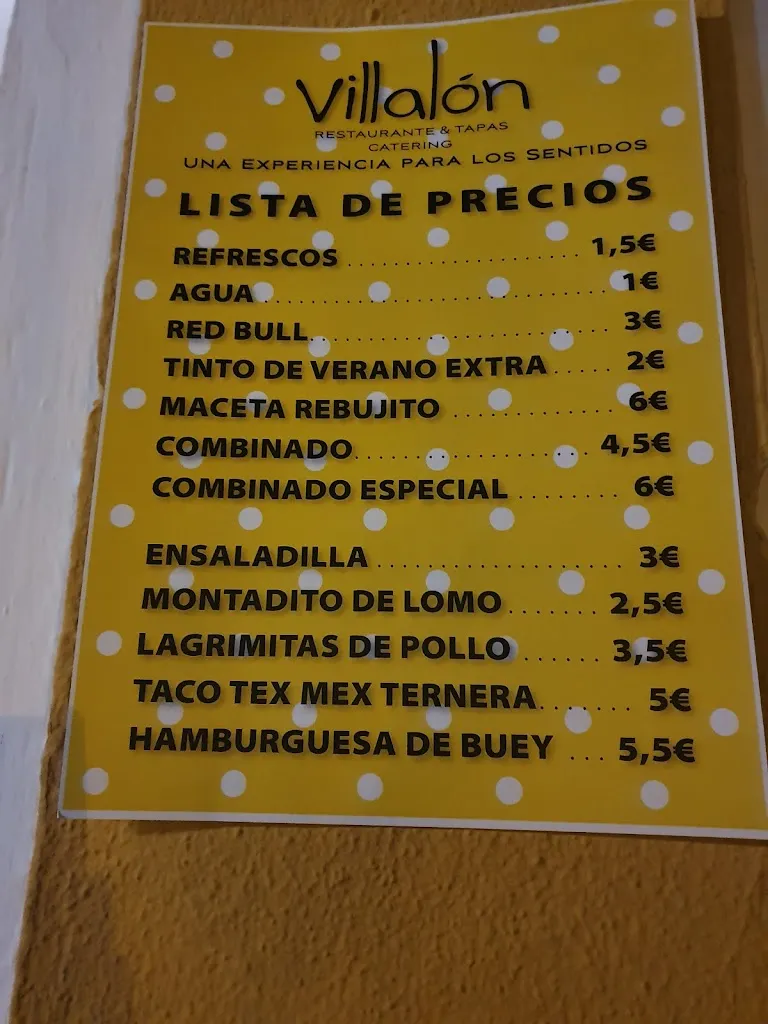 Villalón
RESTAURANTE & TAPAS
CATERING
UNA EXPERIENCIA PARA LOS SENTIDOS
LISTA DE PRECIOS
REFRESCOS ..................... 1,5€
AGUA ............................... 1€
RED BULL ......................... 3€
TINTO DE VERANO EXTRA ..... 2€
MACETA REBUJITO ............. 6€
COMBINADO ..................... 4,5€
COMBINADO ESPECIAL ........ 6€
ENSALADILLA ..................... 3€
MONTADITO DE LOMO ....... 2,5€
LAGRIMITAS DE POLLO ...... 3,5€
TACO TEX MEX TERNERA ....... 5€
HAMBURGUESA DE BUEY ... 5,5€